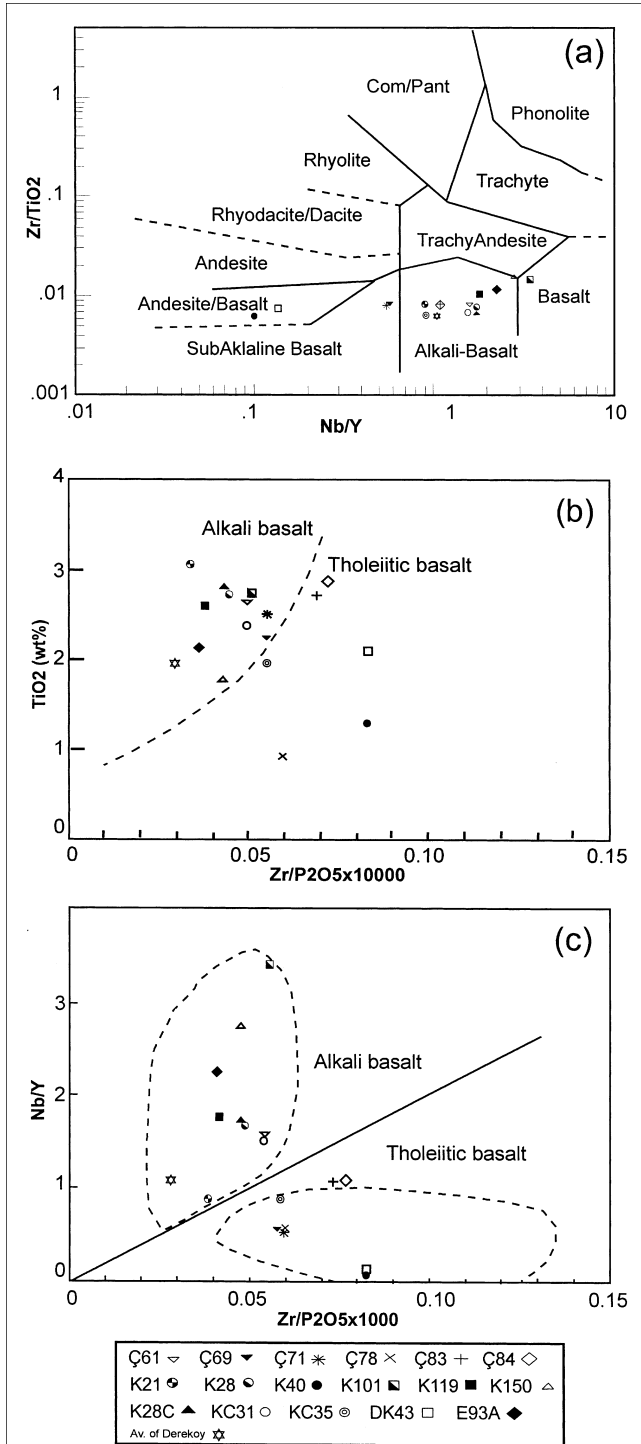 (a)
Com/Pant
Phonolite
Rhyolite
Trachyte
Rhyodacite/Dacite
TrachyAndesite
Andesite
Andesite/Basalt
Basalt
SubAklaline Basalt
Alkali-Basalt
Zr/TiO2
1
.1
.01
.001
.01
0.1
1
10
Nb/Y
(b)
Alkali basalt
Tholeiitic basalt
TiO2 (wt%)
4
3
2
1
0
0
0.05
0.10
0.15
Zr/P2O5x10000
(c)
Alkali basalt
Tholeiitic basalt
Nb/Y
3
2
1
0
0
0.05
0.10
0.15
Zr/P2O5x1000
Ç61 Ç69 Ç71 Ç78 Ç83 Ç84
K21 K28 K40 K101 K119 K150
K28C KC31 KC35 DK43 E93A
Av. of Derekoy